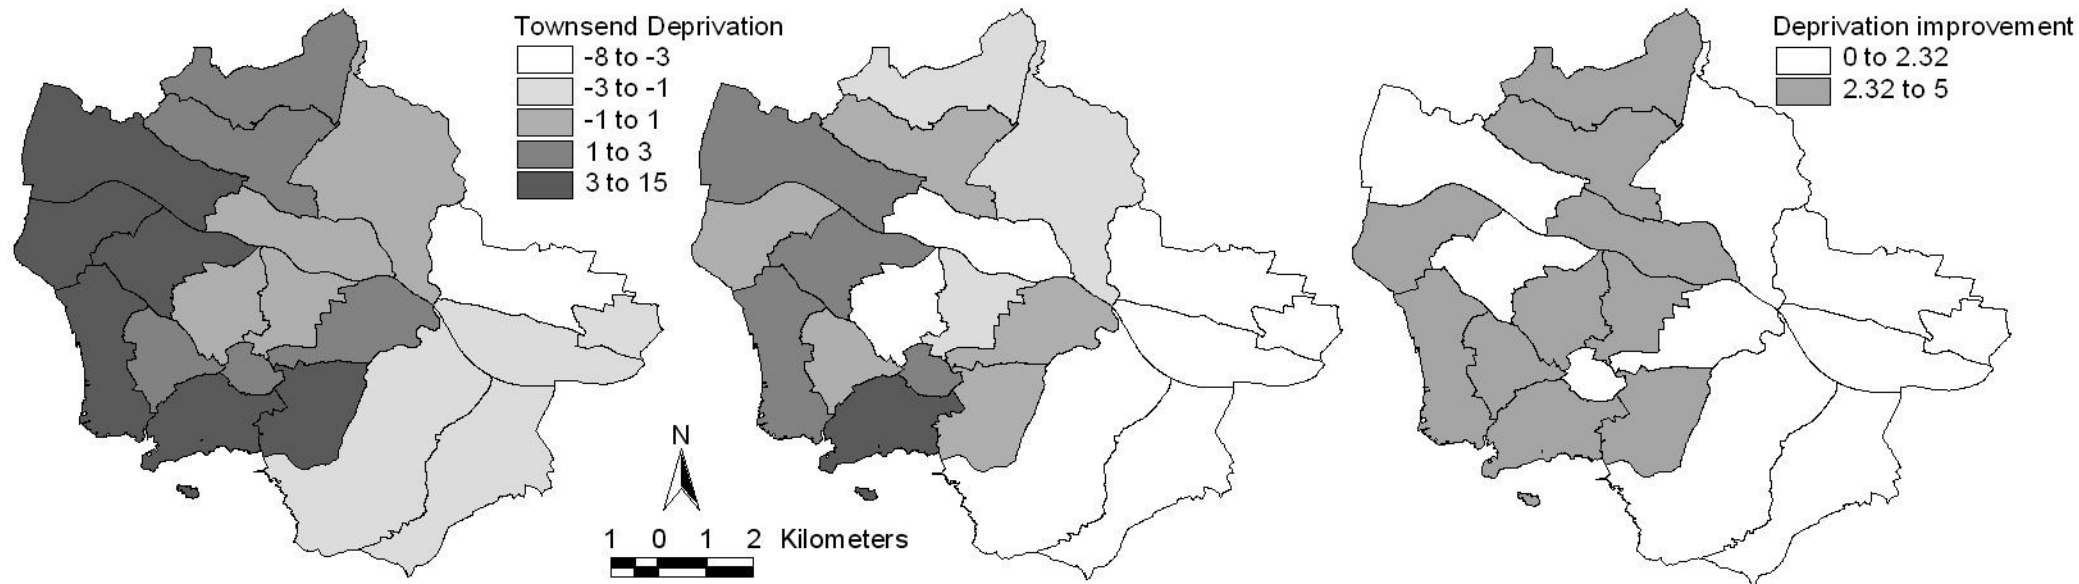 Townsend Deprivation
-8 to -3
-3 to -1
-1 to 1
1 to 3
3 to 15
Deprivation improvement
0 to 2.32
2.32 to 5
N
1 0 1 2 Kilometers